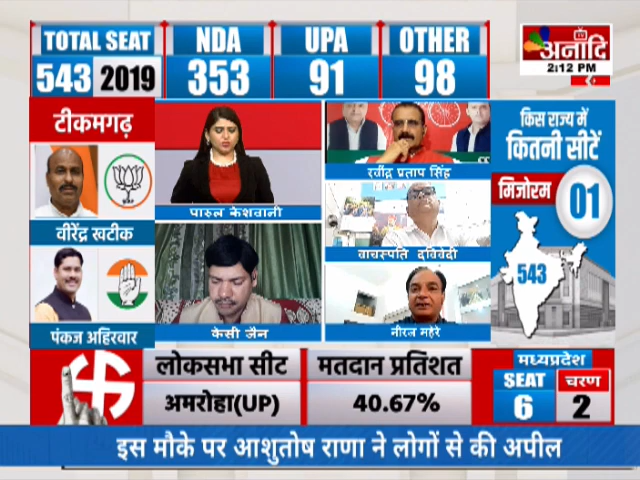 TOTAL SEAT
543 2019
NDA
353
UPA
91
OTHER
98
TV
अनादि
2:12 PM
टीकमगढ़
वीरेंद्र खटीक
पंकज अहिरवार
पारुल केशवानी
केसी जैन
रवींद्र प्रताप सिंह
वाचस्पति दविवेदी
नीरज महेरे
किस राज्य में
कितनी सीटें
मिजोरम
01
543
लोकसभा सीट
अमरोहा(UP)
मतदान प्रतिशत
40.67%
मध्यप्रदेश
SEAT
6
चरण
2
इस मौके पर आशुतोष राणा ने लोगों से की अपील